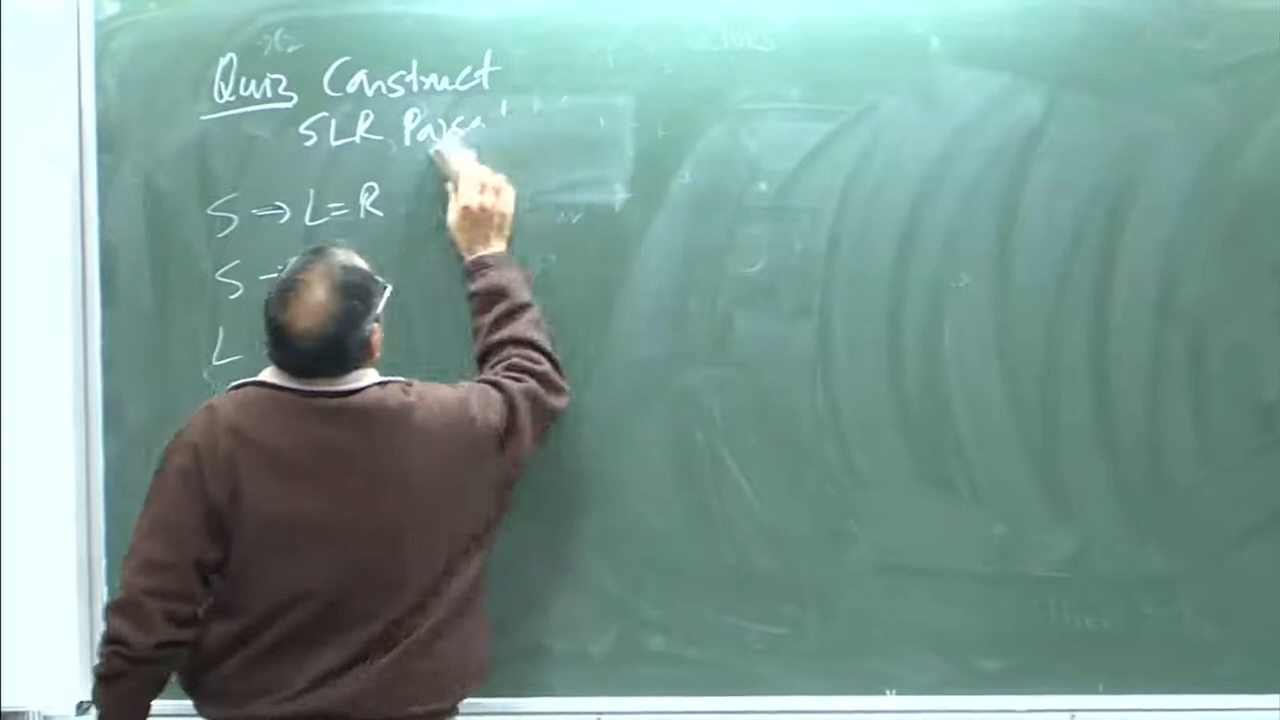 Quiz Construct
SLR Parse
S → L = R
S →
L